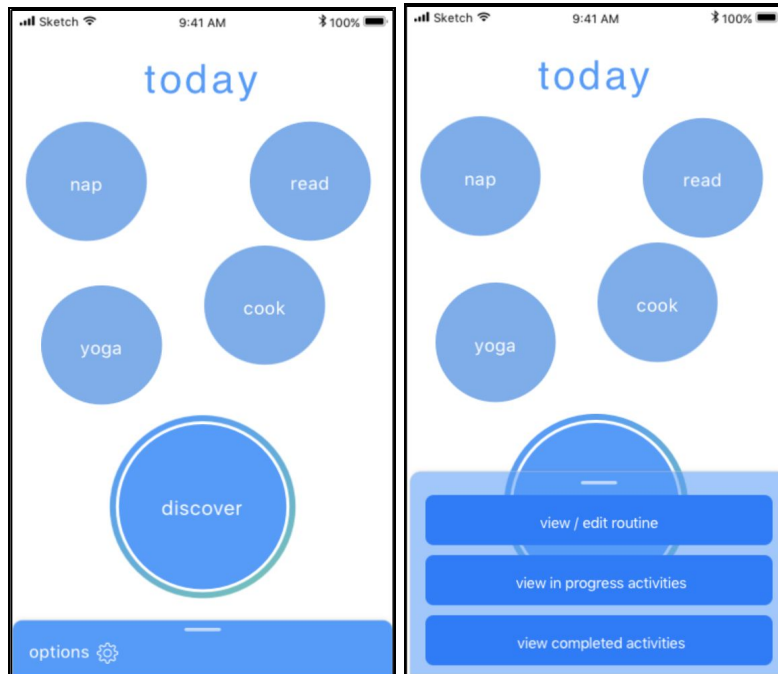 Sketch 9:41 AM 100%
today
nap
read
cook
yoga
discover
options
Sketch 9:41 AM 100%
today
nap
read
cook
yoga
view / edit routine
view in progress activities
view completed activities